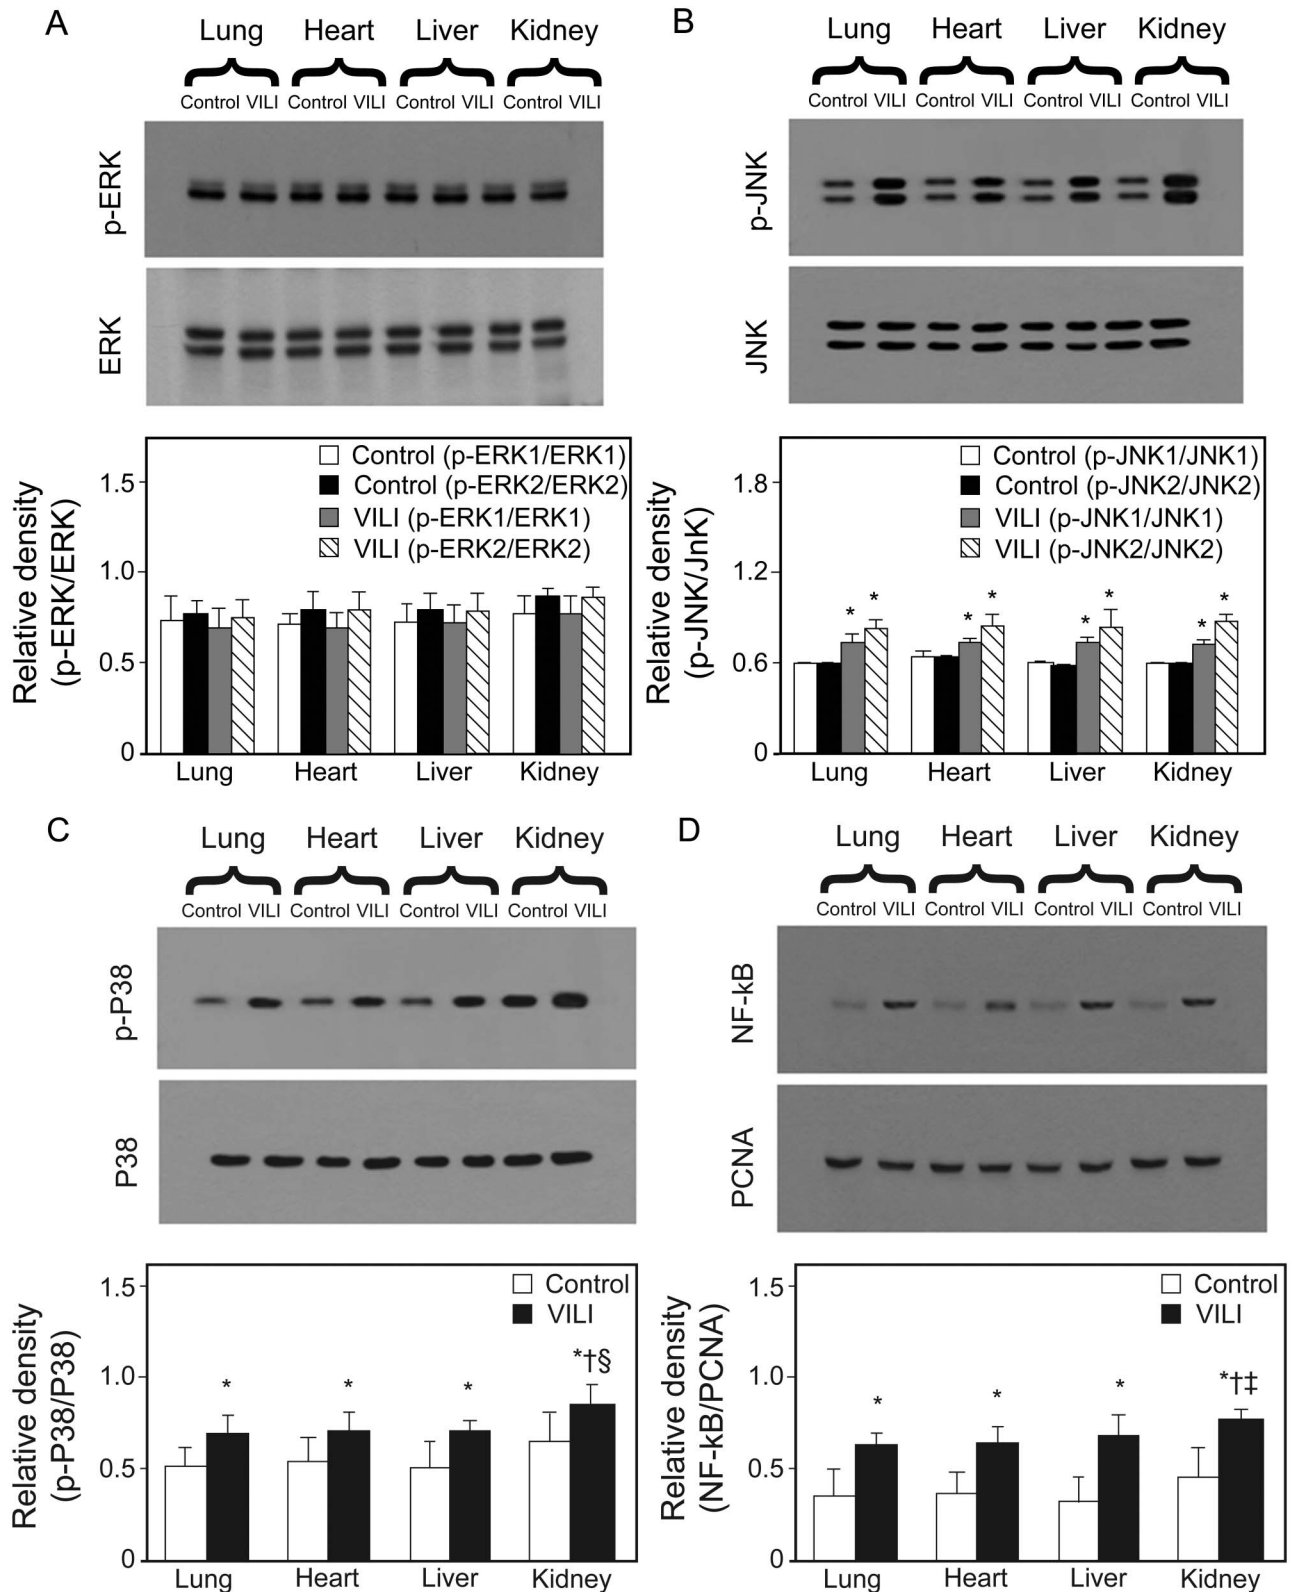 A
Lung Heart Liver Kidney
Control VILI Control VILI Control VILI Control VILI
p-ERK
ERK
Relative density
(p-ERK/ERK)
1.5
1.0
0.5
0
Control (p-ERK1/ERK1)
Control (p-ERK2/ERK2)
VILI (p-ERK1/ERK1)
VILI (p-ERK2/ERK2)
Lung Heart Liver Kidney
B
Lung Heart Liver Kidney
Control VILI Control VILI Control VILI Control VILI
p-JNK
JNK
Relative density
(p-JNK/JnK)
1.8
1.2
0.6
0
Control (p-JNK1/JNK1)
Control (p-JNK2/JNK2)
VILI (p-JNK1/JNK1)
VILI (p-JNK2/JNK2)
* * * * * * * *
Lung Heart Liver Kidney
C
Lung Heart Liver Kidney
Control VILI Control VILI Control VILI Control VILI
p-P38
P38
Relative density
(p-P38/P38)
1.5
1.0
0.5
0
Control
VILI
* * * *†§
Lung Heart Liver Kidney
D
Lung Heart Liver Kidney
Control VILI Control VILI Control VILI Control VILI
NF-kB
PCNA
Relative density
(NF-kB/PCNA)
1.5
1.0
0.5
0
Control
VILI
* * * *†‡
Lung Heart Liver Kidney